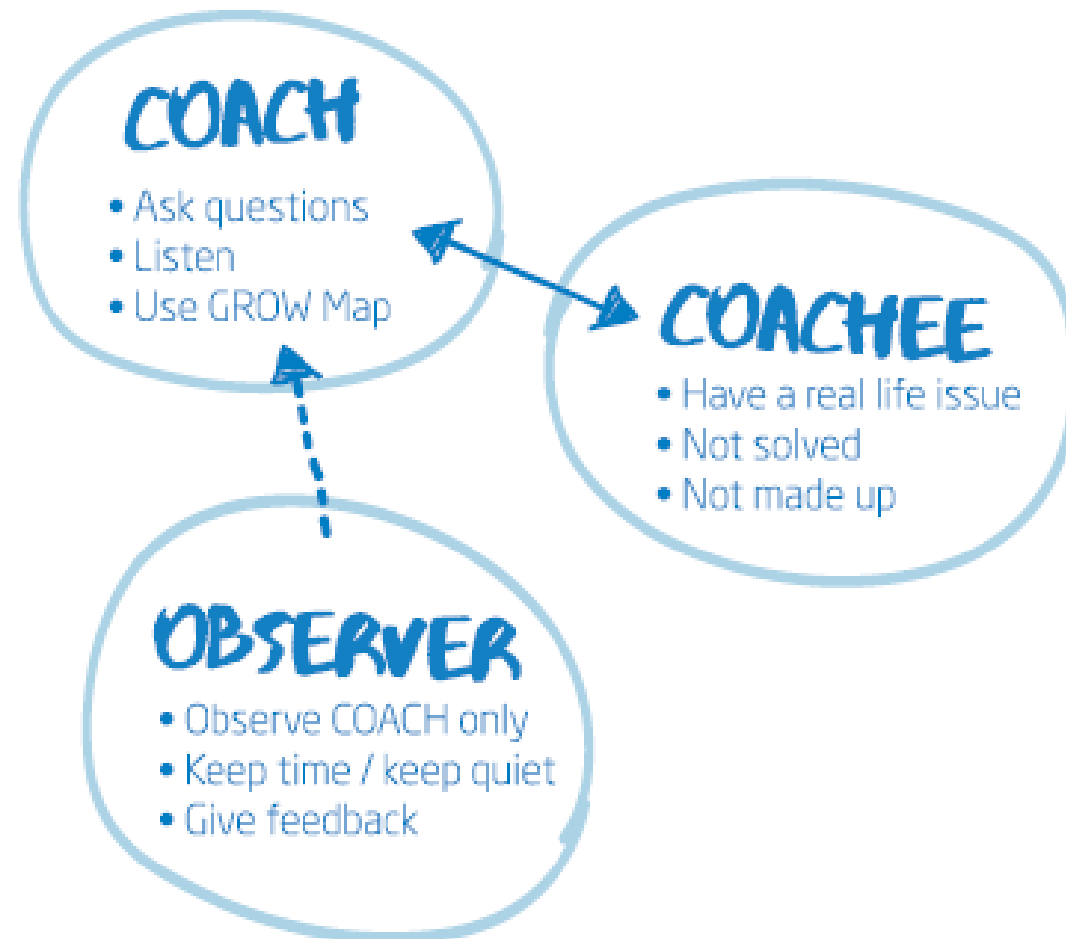 COACH
• Ask questions
• Listen
• Use GROW Map
COACHEE
• Have a real life issue
• Not solved
• Not made up
OBSERVER
• Observe COACH only
• Keep time / keep quiet
• Give feedback